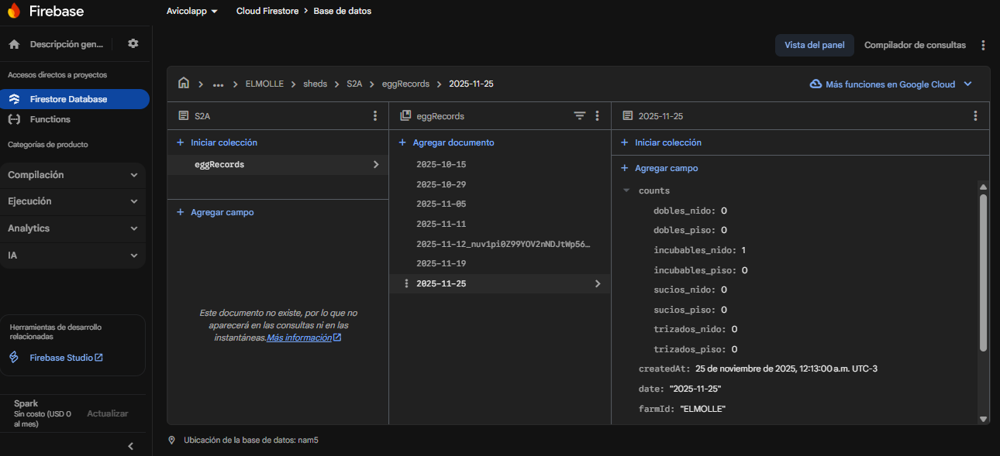 Firebase
Avicolapp
Cloud Firestore > Base de datos
Descripción gen...
Accesos directos a proyectos
Firestore Database
Functions
Categorías de producto
Compilación
Ejecución
Analytics
IA
Herramientas de desarrollo
relacionadas
Firebase Studio
Spark
Sin costo (USD 0
al mes)
Actualizar
Vista del panel
Compilador de consultas
... > ELMOLLE > sheds > S2A > eggRecords > 2025-11-25
Más funciones en Google Cloud
S2A
+ Iniciar colección
eggRecords
+ Agregar campo
Este documento no existe, por lo que no
aparecerá en las consultas ni en las
instantáneas.Más información
eggRecords
+ Agregar documento
2025-10-15
2025-10-29
2025-11-05
2025-11-11
2025-11-19
2025-11-25
2025-11-25
+ Iniciar colección
+ Agregar campo
counts
dobles_nido: 0
dobles_piso: 0
incubables_nido: 1
incubables_piso: 0
sucios_nido: 0
sucios_piso: 0
trizados_nido: 0
trizados_piso: 0
createdAt: 25 de noviembre de 2025, 12:13:00 a.m. UTC-3
date: "2025-11-25"
farmId: "ELMOLLE"
Ubicación de la base de datos: nam5